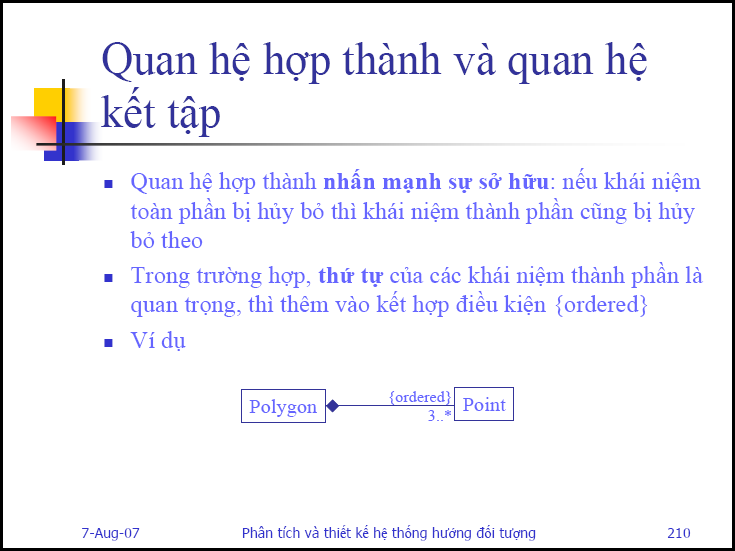 Quan hệ hợp thành và quan hệ
kết tập
Quan hệ hợp thành nhấn mạnh sự sở hữu: nếu khái niệm
toàn phần bị hủy bỏ thì khái niệm thành phần cũng bị hủy
bỏ theo
Trong trường hợp, thứ tự của các khái niệm thành phần là
quan trọng, thì thêm vào kết hợp điều kiện {ordered}
Ví dụ
Polygon
{ordered}
3..*
Point
7-Aug-07
Phân tích và thiết kế hệ thống hướng đối tượng
210